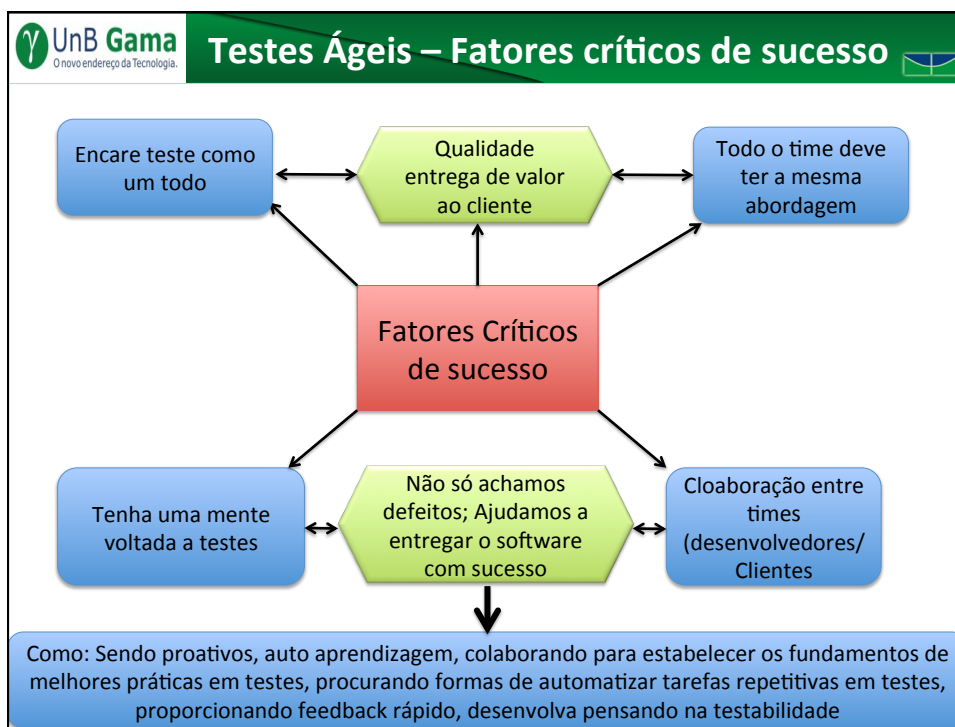 γ UnB Gama
O novo endereço da Tecnologia.
Testes Ágeis – Fatores críticos de sucesso
Encare teste como
um todo
Qualidade
entrega de valor
ao cliente
Todo o time deve
ter a mesma
abordagem
Fatores Críticos
de sucesso
Tenha uma mente
voltada a testes
Não só achamos
defeitos; Ajudamos a
entregar o software
com sucesso
Cloaboração entre
times
(desenvolvedores/
Clientes
Como: Sendo proativos, auto aprendizagem, colaborando para estabelecer os fundamentos de
melhores práticas em testes, procurando formas de automatizar tarefas repetitivas em testes,
proporcionando feedback rápido, desenvolva pensando na testabilidade